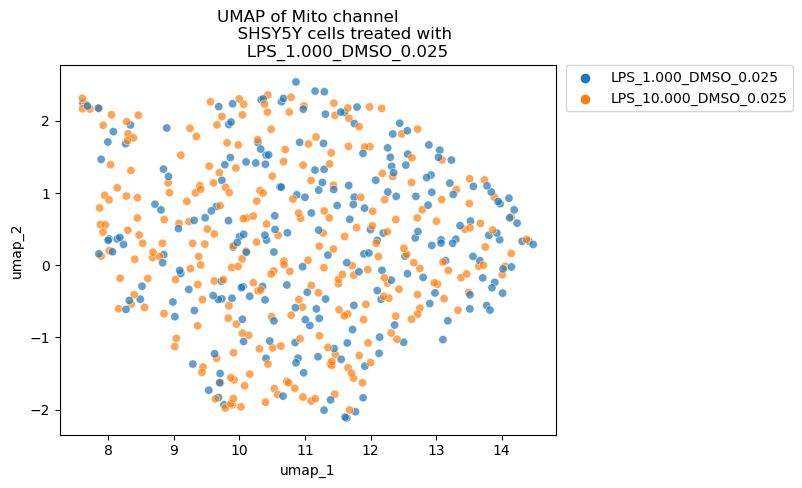 UMAP of Mito channel
SHSY5Y cells treated with
LPS_1.000_DMSO_0.025
LPS_1.000_DMSO_0.025
LPS_10.000_DMSO_0.025
2
1
0
−1
−2
umap_2
8 9 10 11 12 13 14
umap_1